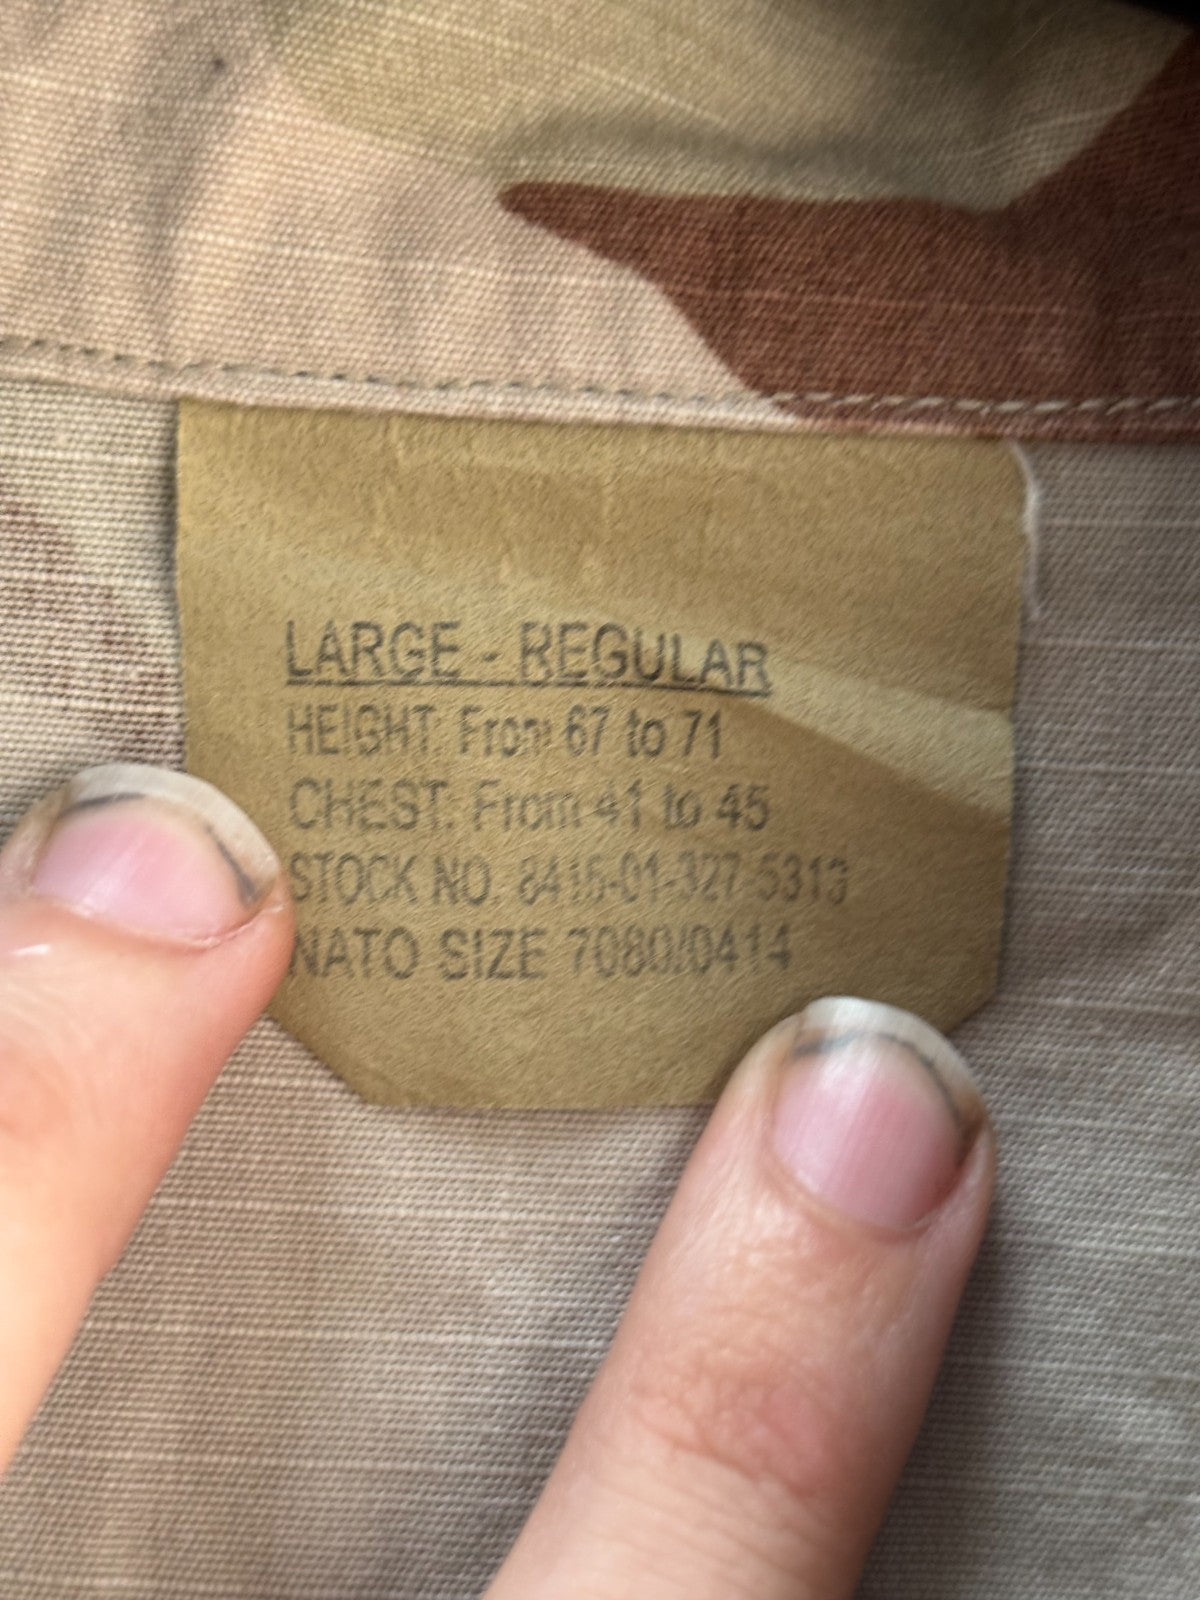 LARGE - REGULAR
HEIGHT: From 67 to 71
CHEST: From 41 to 45
STOCK NO. 8415-01-327-5313
NATO SIZE 7080/0414